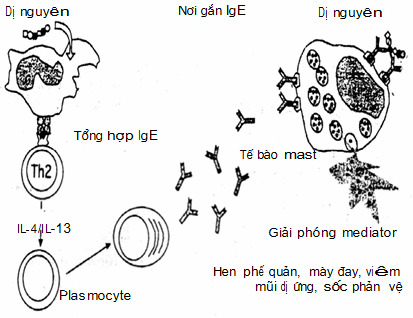 Dị nguyên
Nơi gắn IgE
Dị nguyên
Tổng hợp IgE
Th2
Tế bào mast
IL-4/IL-13
Giải phóng mediator
Plasmocyte
Hen phế quản, mày đay, viêm
mũi dị ứng, sốc phản vệ